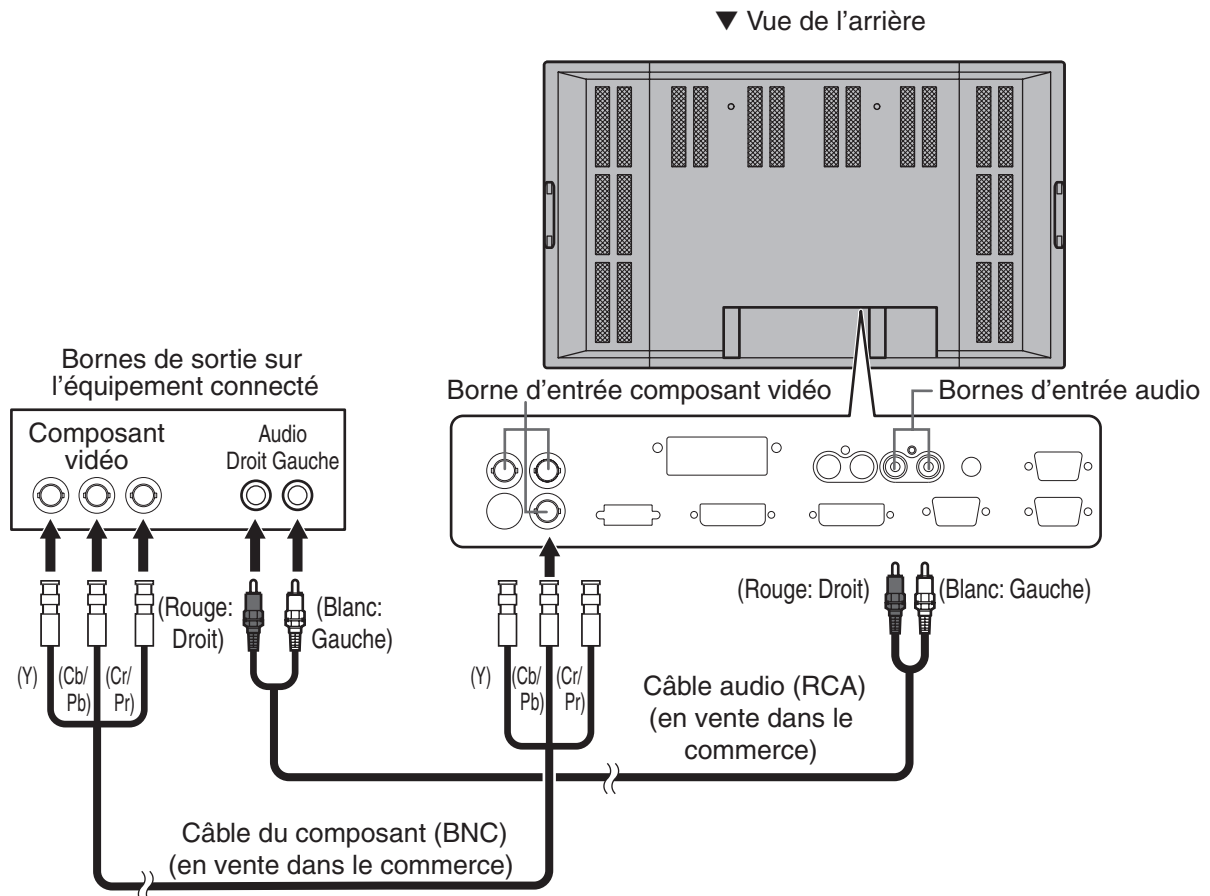 ▼ Vue de l’arrière
Bornes de sortie sur
l’équipement connecté
Borne d’entrée composant vidéo
Bornes d’entrée audio
Composant
vidéo
Audio
Droit Gauche
(Rouge:
Droit)
(Blanc:
Gauche)
(Y)
(Cb/
Pb)
(Cr/
Pr)
(Y)
(Cb/
Pb)
(Cr/
Pr)
(Rouge: Droit)
(Blanc: Gauche)
Câble audio (RCA)
(en vente dans le
commerce)
Câble du composant (BNC)
(en vente dans le commerce)